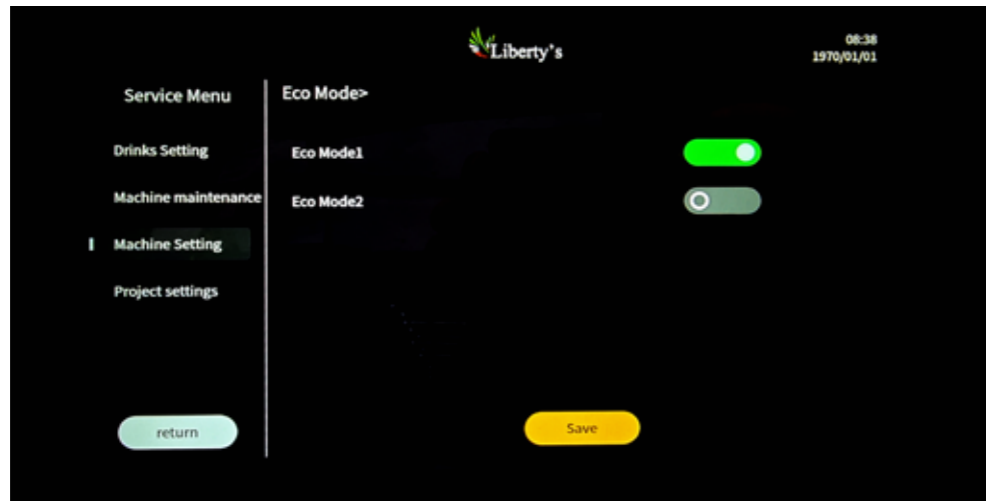 Liberty's
08:38
1970/01/01
Service Menu
Eco Mode>
Drinks Setting
Eco Mode1
Machine maintenance
Eco Mode2
Machine Setting
Project settings
return
Save